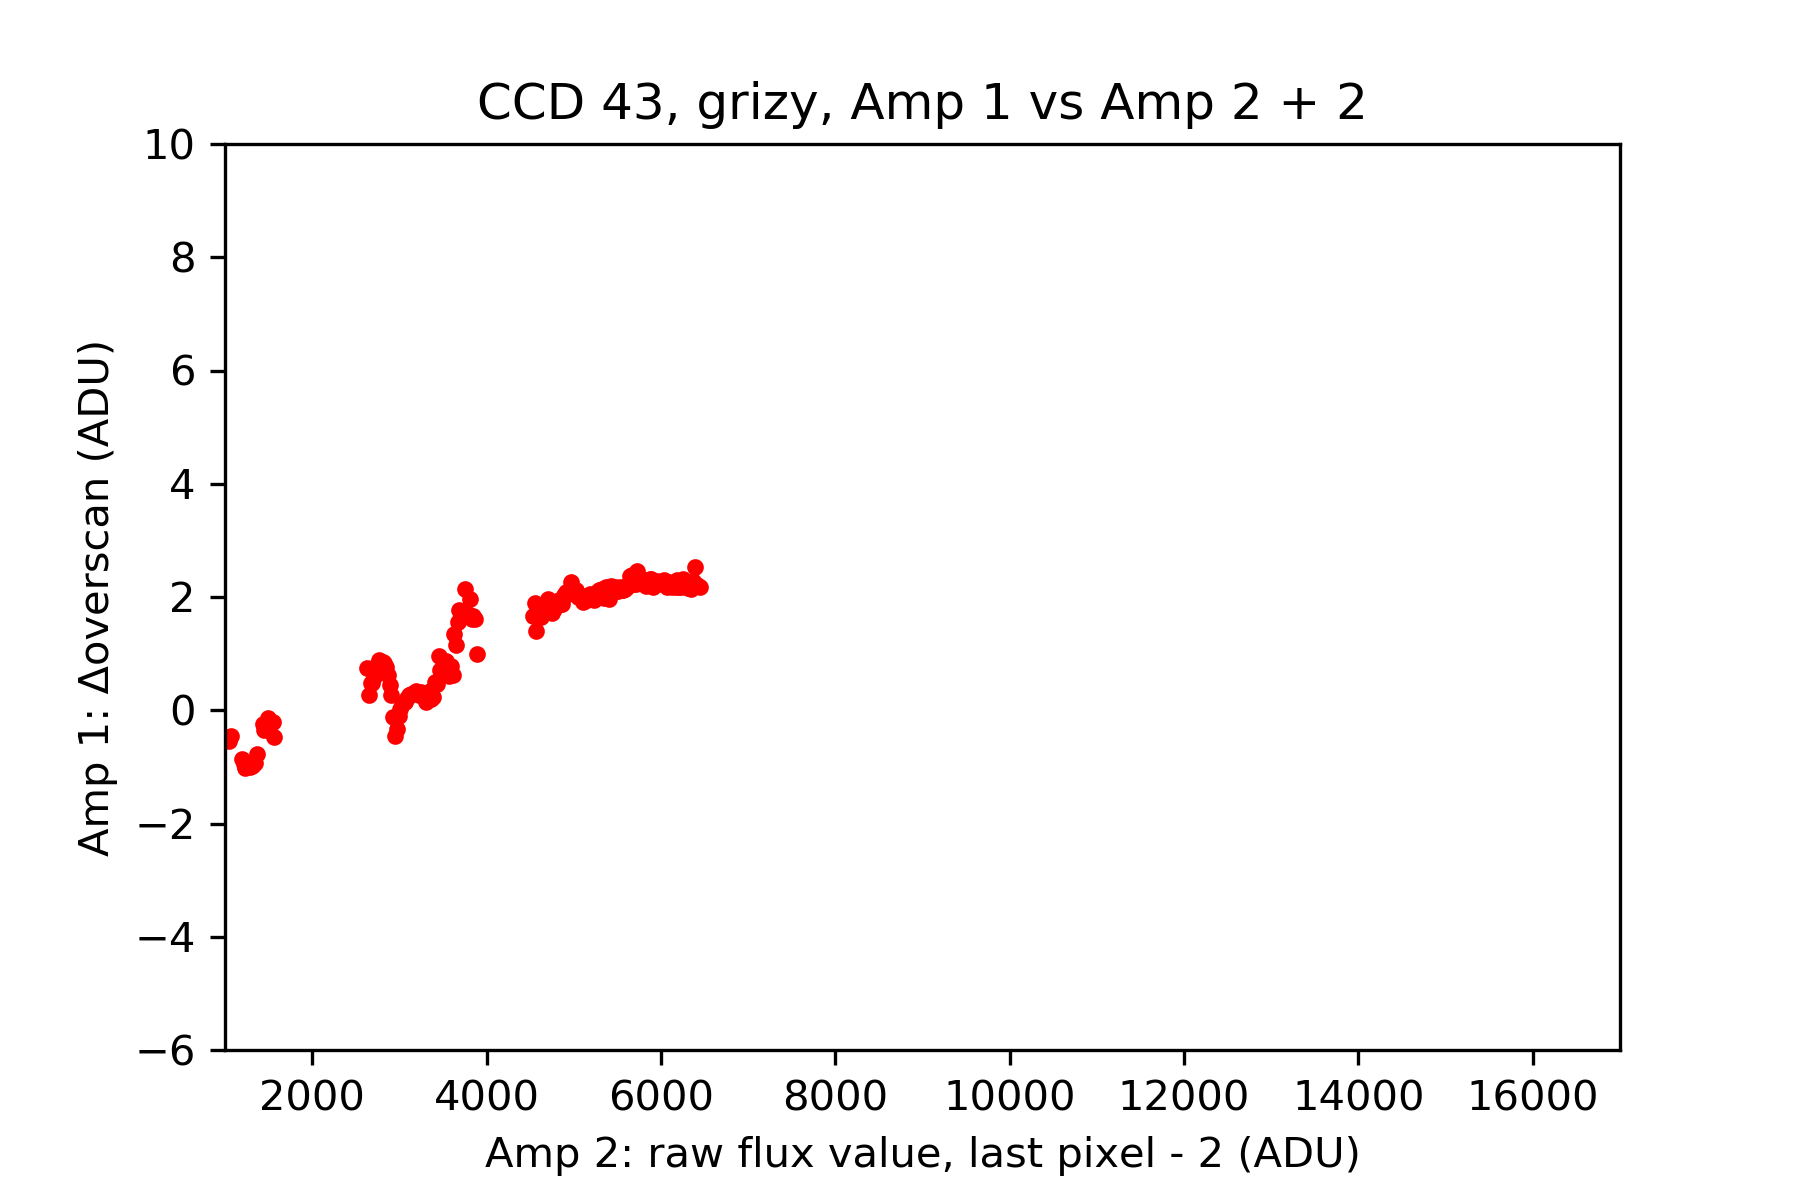 CCD 43, grizy, Amp 1 vs Amp 2 + 2
10
8
6
4
2
0
−2
−4
−6
Amp 1: Δoverscan (ADU)
2000 4000 6000 8000 10000 12000 14000 16000
Amp 2: raw flux value, last pixel - 2 (ADU)